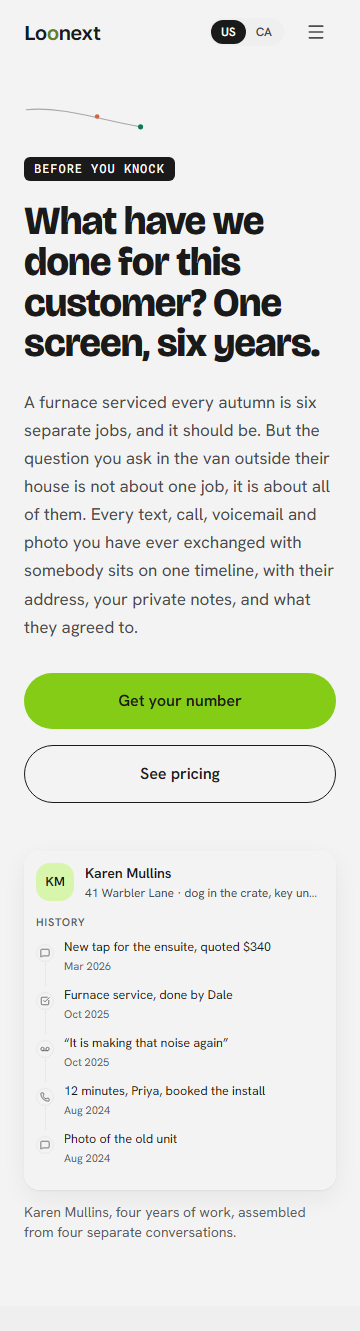 Loonext
US CA
BEFORE YOU KNOCK
What have we
done for this
customer? One
screen, six years.
A furnace serviced every autumn is six
separate jobs, and it should be. But the
question you ask in the van outside their
house is not about one job, it is about all
of them. Every text, call, voicemail and
photo you have ever exchanged with
somebody sits on one timeline, with their
address, your private notes, and what
they agreed to.
Get your number
See pricing
KM
Karen Mullins
41 Warbler Lane · dog in the crate, key un...
HISTORY
New tap for the ensuite, quoted $340
Mar 2026
Furnace service, done by Dale
Oct 2025
“It is making that noise again”
Oct 2025
12 minutes, Priya, booked the install
Aug 2024
Photo of the old unit
Aug 2024
Karen Mullins, four years of work, assembled
from four separate conversations.